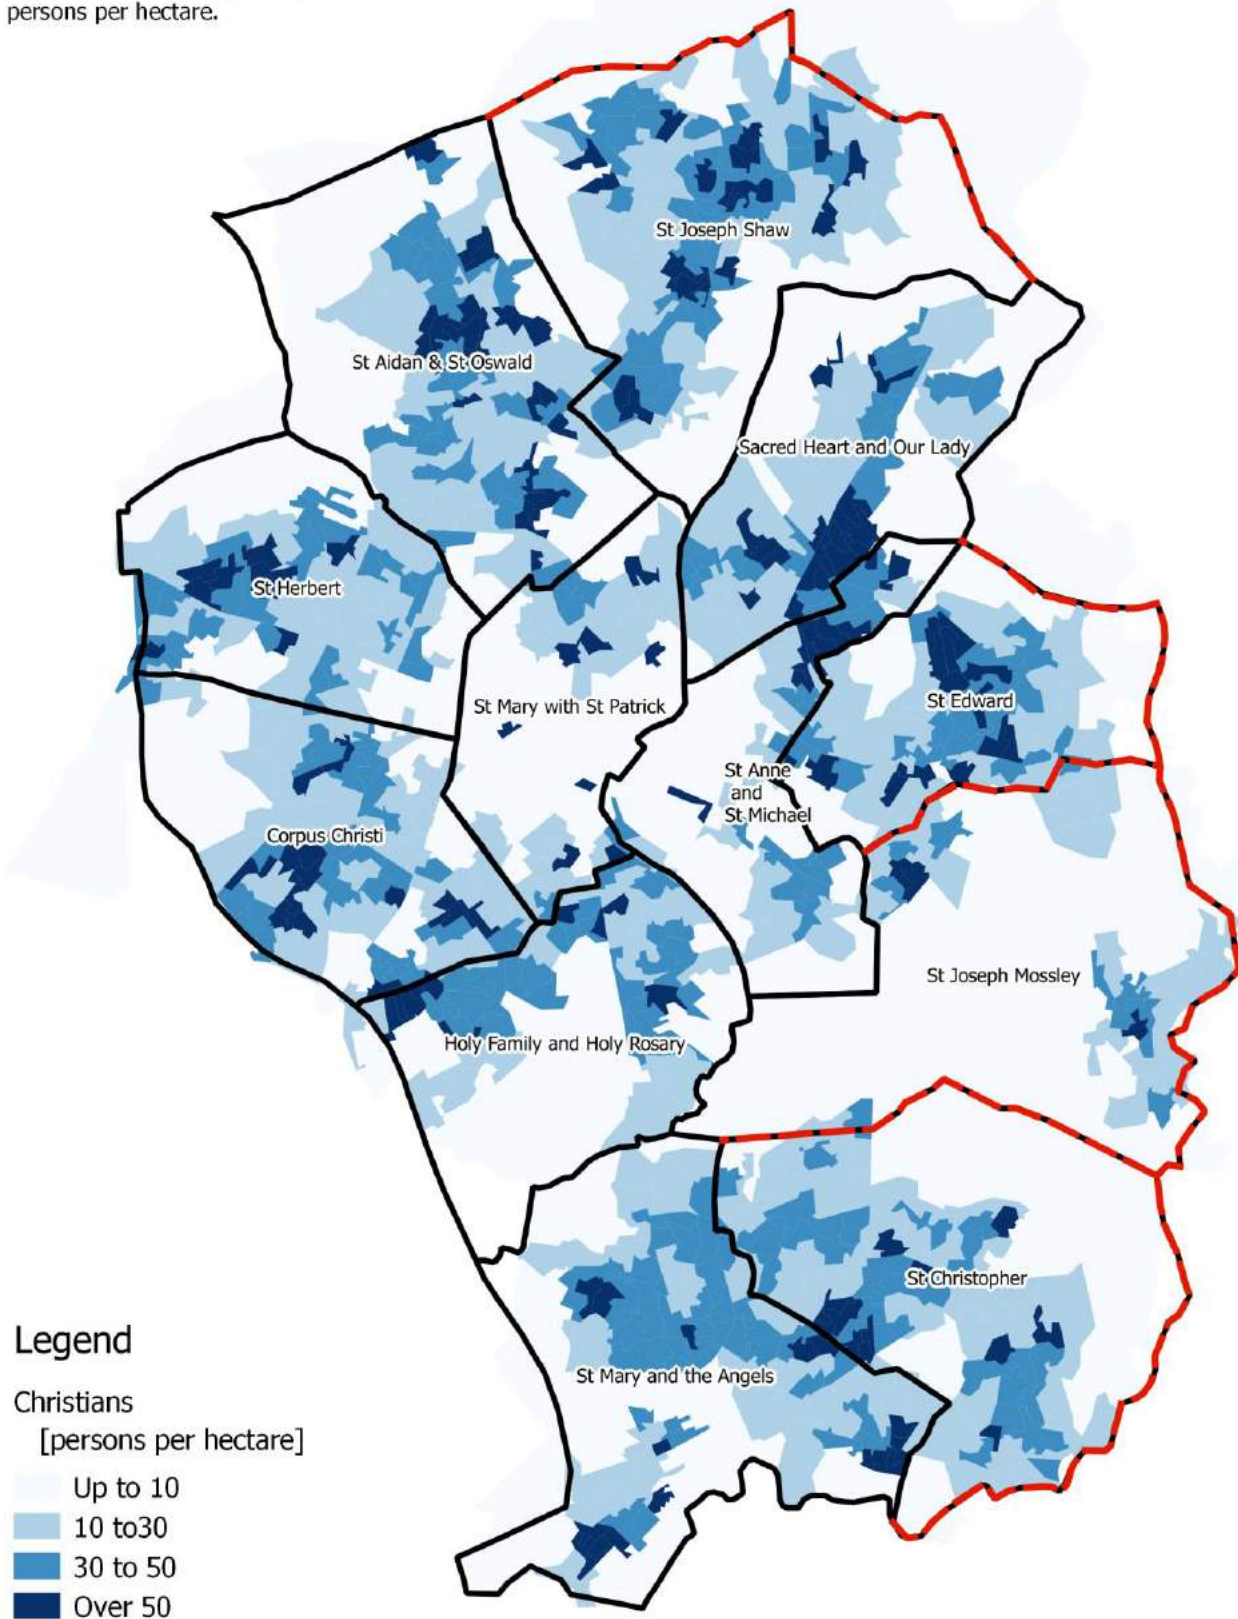 persons per hectare.
St Joseph Shaw
St Aidan & St Oswald
Sacred Heart and Our Lady
St Herbert
St Edward
St Mary with St Patrick
St Anne
and
St Michael
Corpus Christi
St Joseph Mossley
Holy Family and Holy Rosary
St Christopher
St Mary and the Angels
Legend
Christians
[persons per hectare]
Up to 10
10 to30
30 to 50
Over 50